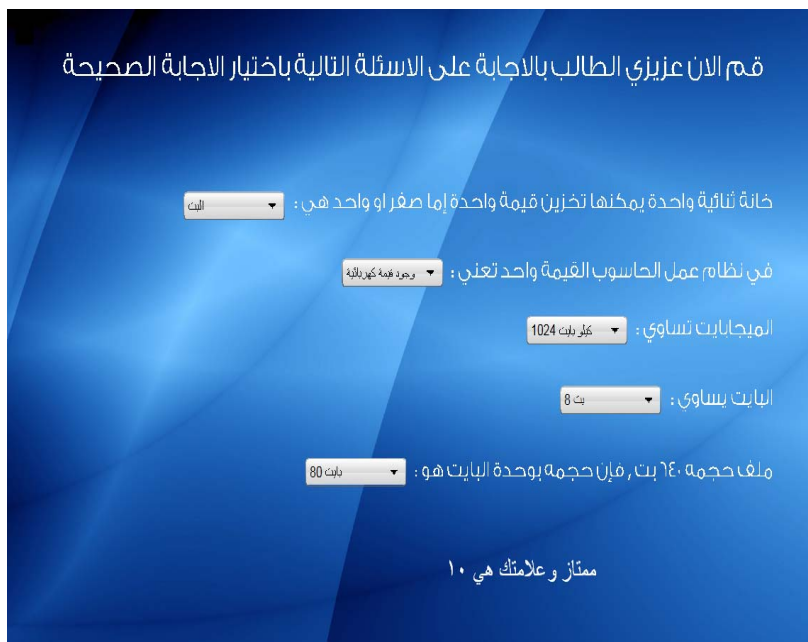 قم الان عزيزي الطالب بالاجابة على الاسئلة التالية باختيار الاجابة الصحيحة
خانة ثنائية واحدة يمكنها تخزين قيمة واحدة إما صفر او واحد هي : البت
في نظام عمل الحاسوب القيمة واحد تعني : وجود قيمة كهربائية
الميجابايت تساوي : كيلو بايت 1024
البايت يساوي : بت 8
ملف حجمه ٦٤٠ بت , فإن حجمه بوحدة البايت هو : بايت 80
ممتاز و علامتك هي ١٠